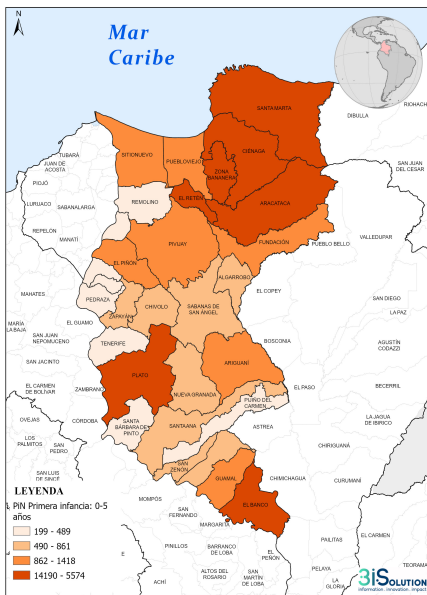 N
Mar
Caribe
SANTA MARTA
RIOHACH
DIBULLA
CIÉNAGA
SITIONUEVO
PUEBLOVIEJO
TUBARÁ
JUAN DE
ACOSTA
ZONA
BANANERA
SAN JUAN
DEL CESAR
PIOJÓ
REMOLINO
EL RETÉN
ARACATACA
LURUACO
SABANALARGA
REPELÓN
MANATÍ
PIVIJAY
FUNDACIÓN
PUEBLO BELLO
VALLEDUPAR
EL PIÑÓN
ALGARROBO
EL COPEY
MAHATES
PEDRAZA
ZAPAYÁN
CHIVOLO
SABANAS DE
SAN ÁNGEL
SAN DIEGO
LA PAZ
MARÍA
LA BAJA
EL GUAMO
SAN JUAN
NEPOMUCENO
TENERIFE
BOSCONIA
AGUSTÍN
CODAZZI
SAN JACINTO
ARIGUANÍ
PLATO
EL CARMEN
DE BOLÍVAR
ZAMBRANO
NUEVA GRANADA
EL PASO
BECERRIL
PIJIÑO DEL
CARMEN
OVEJAS
CÓRDOBA
SANTA
BÁRBARA DE
PINTO
SANTA ANA
ASTREA
LA JAGUA
DE IBIRICO
LOS
PALMITOS
SAN
PEDRO
CHIRIGUANÁ
SAN LUIS
DE SINCÉ
SAN
ZENÓN
GUAMAL
CHIMICHAGUA
CURUMANÍ
MOMPÓS
EL BANCO
SAN
FERNANDO
MARGARITA
LEYENDA
PIN Primera infancia: 0-5
años
199 - 489
490 - 861
862 - 1418
14190 - 5574
E
PINILLOS
BARRANCO
DE LOBA
EL
PEÑÓN
PAILITAS
EL CARMEN
ACHÍ
ALTOS DEL
ROSARIO
SAN
MARTÍN
DE LOBA
PELAYA
LA
GLORIA
TEORAMA
3iSOLUTION
information. innovation. impact.